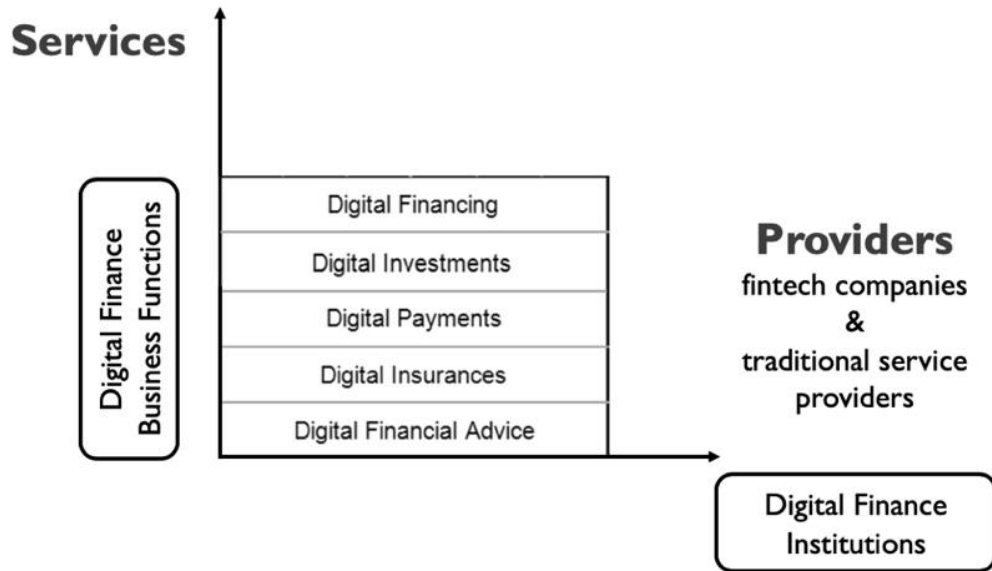 Services
Digital Finance
Business Functions
Digital Financing
Digital Investments
Digital Payments
Digital Insurances
Digital Financial Advice
Providers
fintech companies
&
traditional service
providers
Digital Finance
Institutions